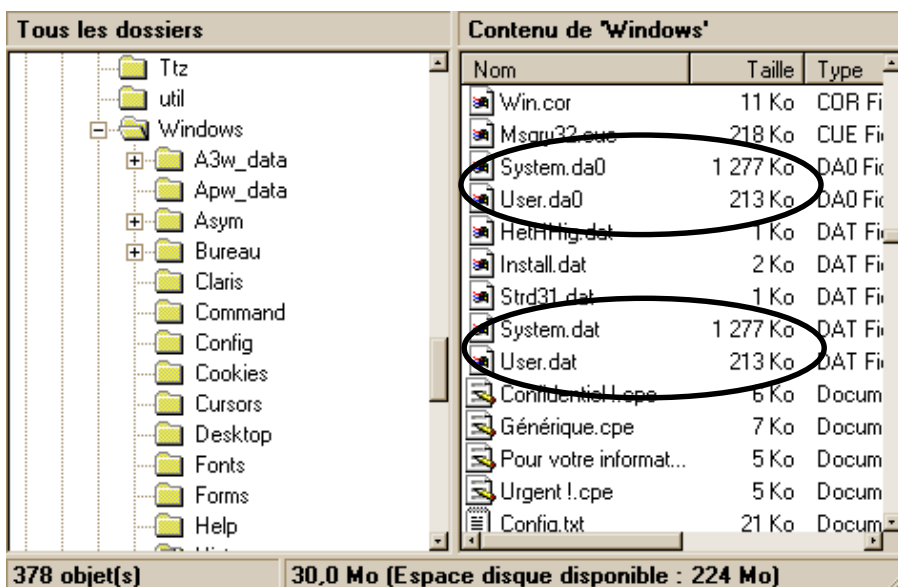 Tous les dossiers
Ttz
util
Windows
A3w_data
Apw_data
Asym
Bureau
Claris
Command
Config
Cookies
Cursors
Desktop
Fonts
Forms
Help
Contenu de 'Windows'
Nom Taille Type
Win.cor 11 Ko COR Fi
218 Ko CUE Fi
System.da0 1 277 Ko DA0 Fic
User.da0 213 Ko DA0 Fic
1 Ko DAT Fi
Install.dat 2 Ko DAT Fi
Strd31.dat 1 Ko DAT Fi
System.dat 1 277 Ko DAT Fi
User.dat 213 Ko DAT Fi
Confidentiel !.cpe 6 Ko Docum
Générique.cpe 7 Ko Docum
Pour votre informat... 5 Ko Docum
Urgent !.cpe 5 Ko Docum
Config.txt 21 Ko Docum
378 objet(s) 30,0 Mo (Espace disque disponible : 224 Mo)